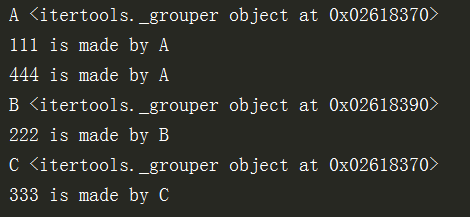 A <itertools._grouper object at 0x02618370>
111 is made by A
444 is made by A
B <itertools._grouper object at 0x02618390>
222 is made by B
C <itertools._grouper object at 0x02618370>
333 is made by C